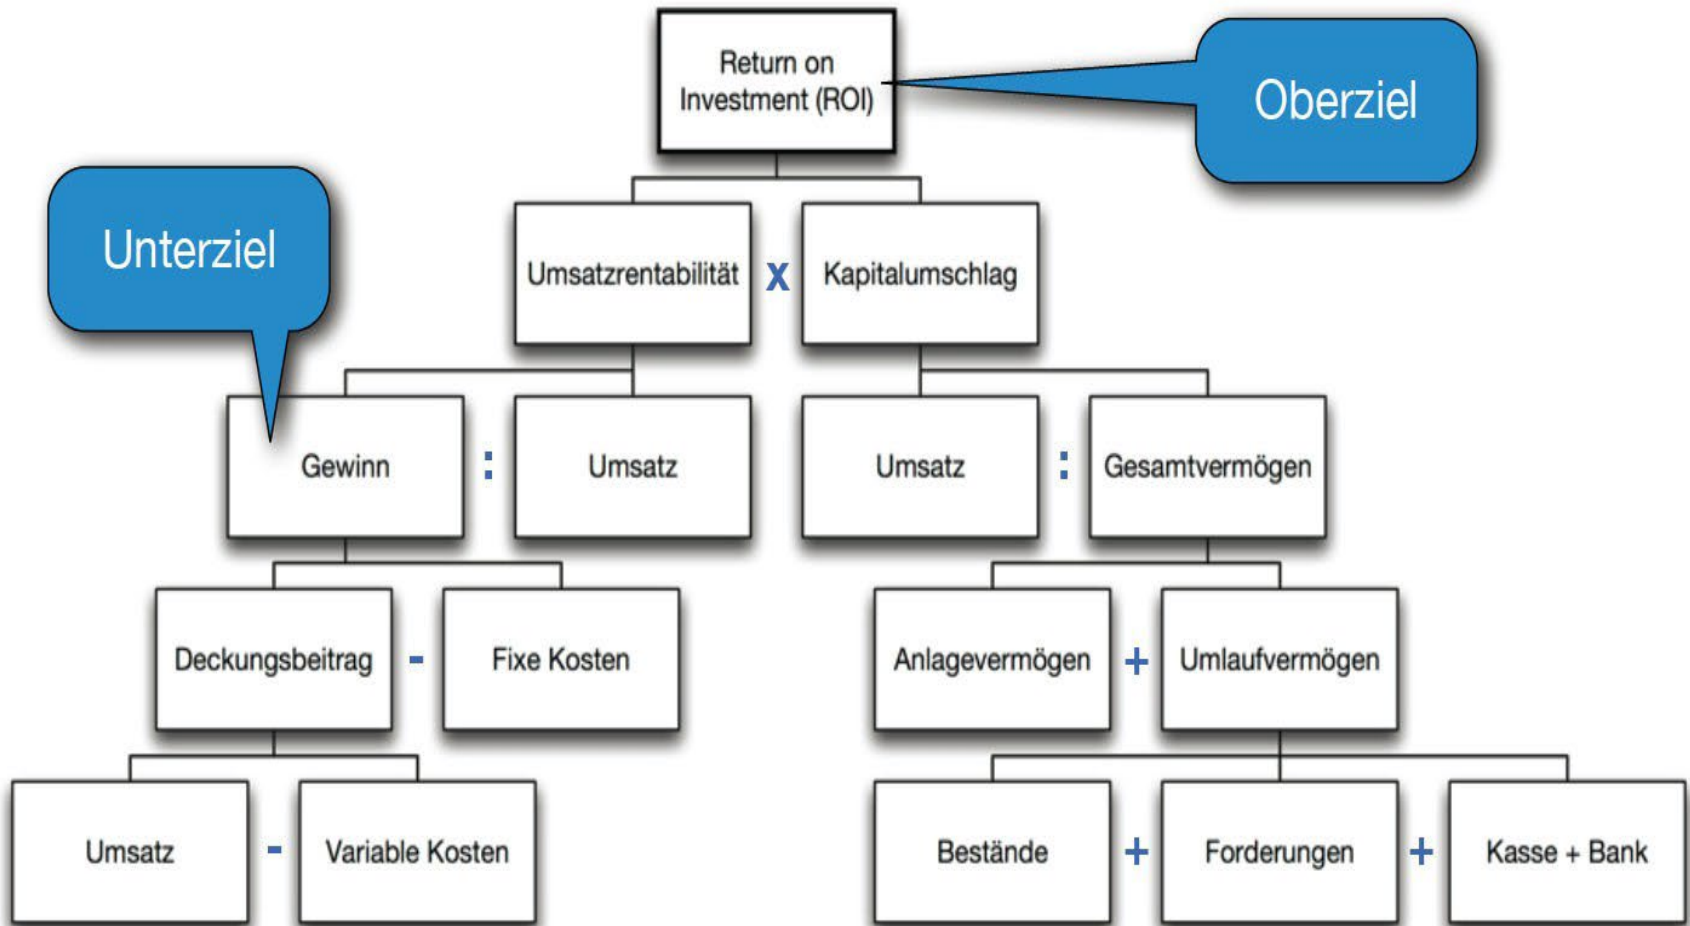 Return on
Investment (ROI)
Oberziel
Unterziel
Umsatzrentabilität x Kapitalumschlag
Gewinn : Umsatz
Umsatz : Gesamtvermögen
Deckungsbeitrag - Fixe Kosten
Anlagevermögen + Umlaufvermögen
Umsatz - Variable Kosten
Bestände + Forderungen + Kasse + Bank